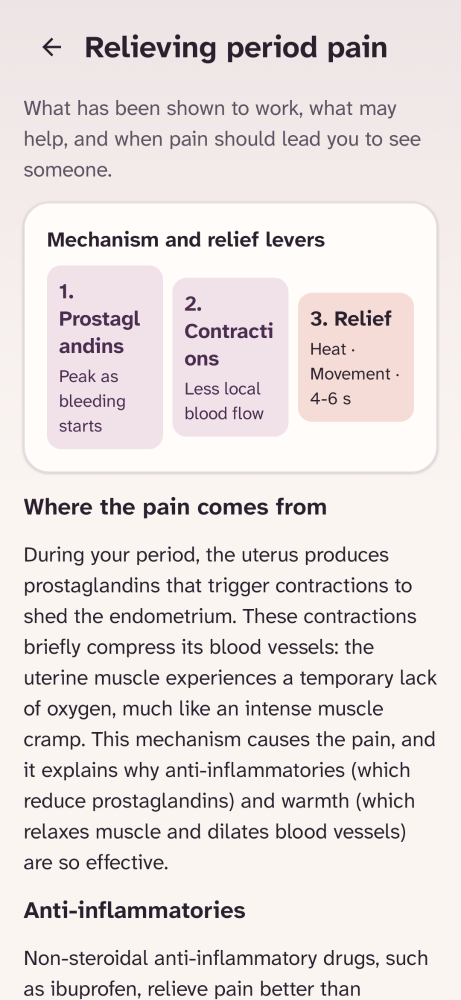 Relieving period pain
What has been shown to work, what may
help, and when pain should lead you to see
someone.
Mechanism and relief levers
1.
Prostagl
andins
Peak as
bleeding
starts
2.
Contracti
ons
Less local
blood flow
3. Relief
Heat ·
Movement ·
4-6 s
Where the pain comes from
During your period, the uterus produces
prostaglandins that trigger contractions to
shed the endometrium. These contractions
briefly compress its blood vessels: the
uterine muscle experiences a temporary lack
of oxygen, much like an intense muscle
cramp. This mechanism causes the pain, and
it explains why anti-inflammatories (which
reduce prostaglandins) and warmth (which
relaxes muscle and dilates blood vessels)
are so effective.
Anti-inflammatories
Non-steroidal anti-inflammatory drugs, such
as ibuprofen, relieve pain better than